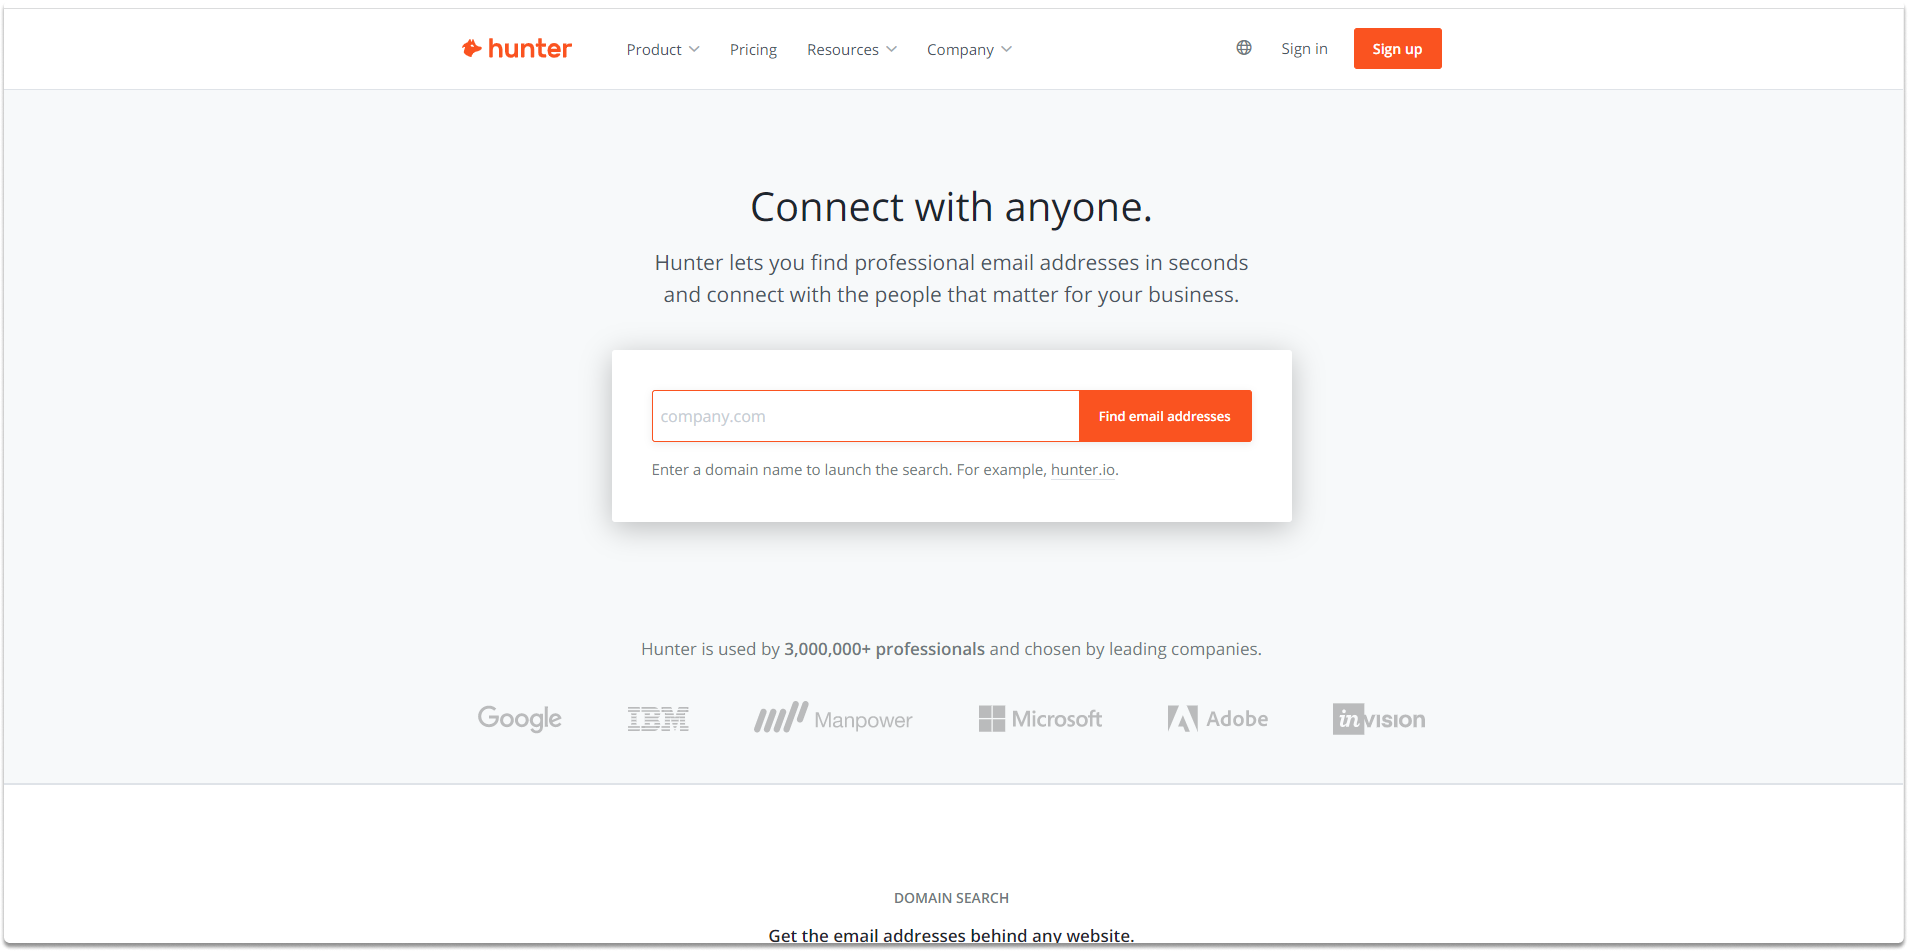 hunter
Product
Pricing
Resources
Company
Sign in
Sign up
Connect with anyone.
Hunter lets you find professional email addresses in seconds
and connect with the people that matter for your business.
company.com
Find email addresses
Enter a domain name to launch the search. For example, hunter.io.
Hunter is used by 3,000,000+ professionals and chosen by leading companies.
Google
IBM
Manpower
Microsoft
Adobe
invision
DOMAIN SEARCH
Get the email addresses behind any website.